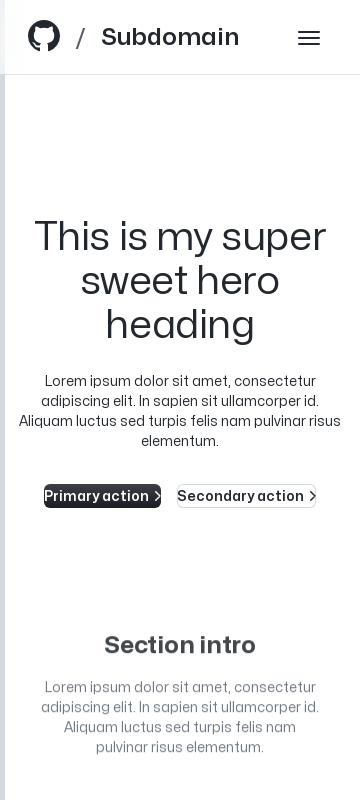 / Subdomain
This is my super
sweet hero
heading
Lorem ipsum dolor sit amet, consectetur
adipiscing elit. In sapien sit ullamcorper id.
Aliquam luctus sed turpis felis nam pulvinar risus
elementum.
Primary action
Secondary action
Section intro
Lorem ipsum dolor sit amet, consectetur
adipiscing elit. In sapien sit ullamcorper id.
Aliquam luctus sed turpis felis nam
pulvinar risus elementum.